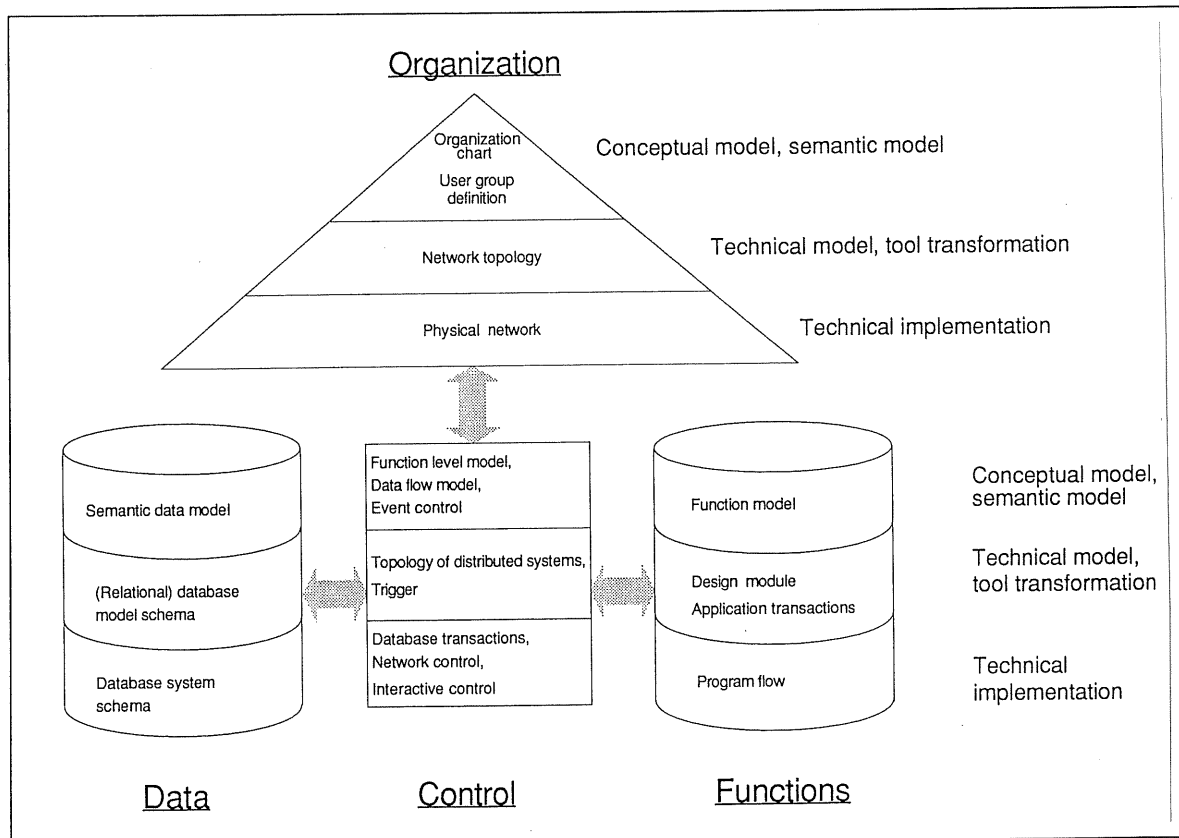 Organization
Organization
chart
User group
definition
Conceptual model, semantic model
Network topology
Technical model, tool transformation
Physical network
Technical implementation
Semantic data model
(Relational) database
model schema
Database system
schema
Function level model,
Data flow model,
Event control
Topology of distributed systems,
Trigger
Database transactions,
Network control,
Interactive control
Function model
Design module
Application transactions
Program flow
Conceptual model,
semantic model
Technical model,
tool transformation
Technical
implementation
Data
Control
Functions